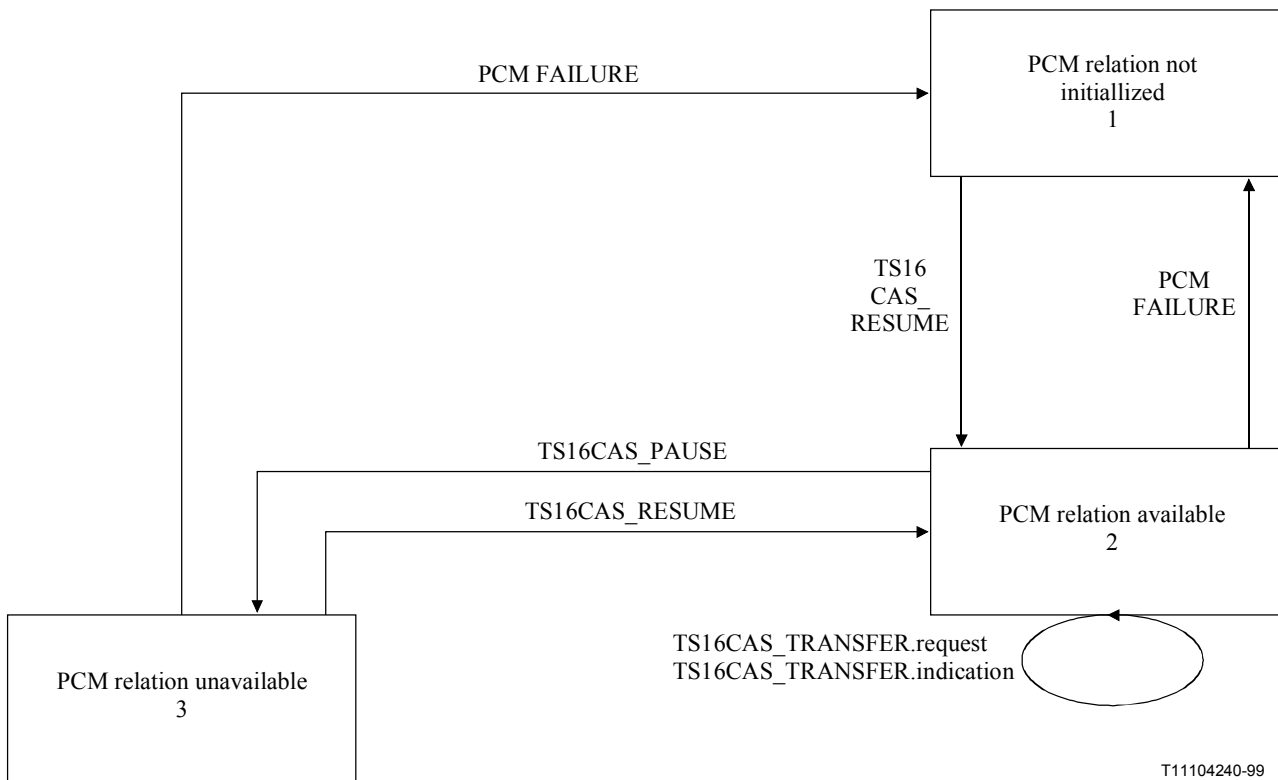 PCM FAILURE
PCM relation not
initiallized
1
TS16
CAS_
RESUME
PCM
FAILURE
TS16CAS_PAUSE
TS16CAS_RESUME
PCM relation available
2
TS16CAS_TRANSFER.request
TS16CAS_TRANSFER.indication
PCM relation unavailable
3
T11104240-99